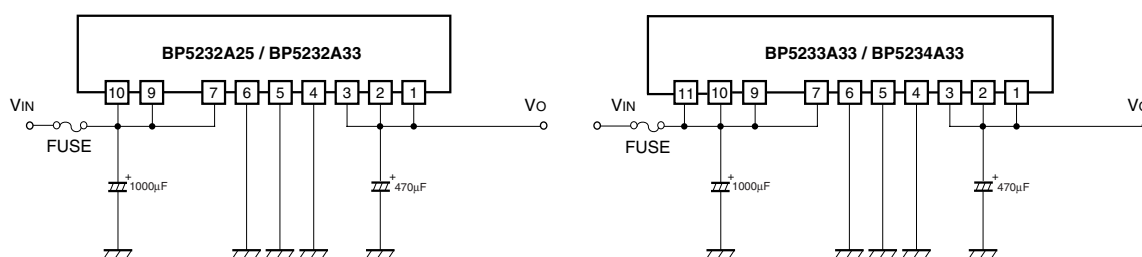 BP5232A25 / BP5232A33
10 9 7 6 5 4 3 2 1
VIN
VO
FUSE
+
1000μF
+
470μF
BP5233A33 / BP5234A33
11 10 9 7 6 5 4 3 2 1
VIN
FUSE
+
1000μF
+
470μF